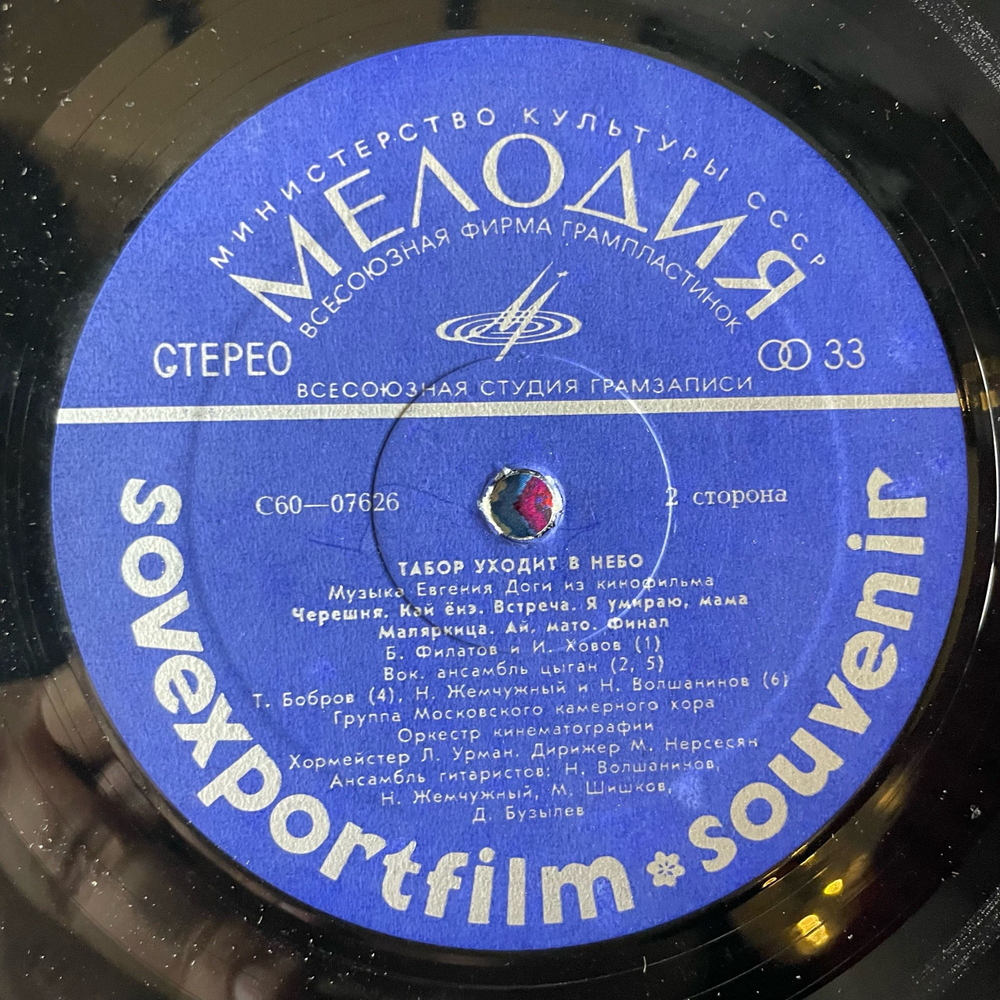 МИНИСТЕРСТВО КУЛЬТУРЫ СССР
МЕЛОДИЯ
ВСЕСОЮЗНАЯ ФИРМА ГРАМПЛАСТИНОК
СТЕРЕО
33
ВСЕСОЮЗНАЯ СТУДИЯ ГРАМЗАПИСИ
С60—07626
2 сторона
ТАБОР УХОДИТ В НЕБО
Музыка Евгения Доги из кинофильма
Черешня. Кай ёнэ. Встреча. Я умираю, мама
Маляркица. Ай, мато. Финал
Б. Филатов и И. Ховов (1)
Вок. ансамбль цыган (2, 5)
Т. Бобров (4), Н. Жемчужный и Н. Волшанинов (6)
Группа Московского камерного хора
Оркестр кинематографии
Хормейстер Л. Урман. Дирижер М. Нерсесян
Ансамбль гитаристов: Н. Волшанинов,
Н. Жемчужный, М. Шишков,
Д. Бузылев
sovexportfilm souvenir